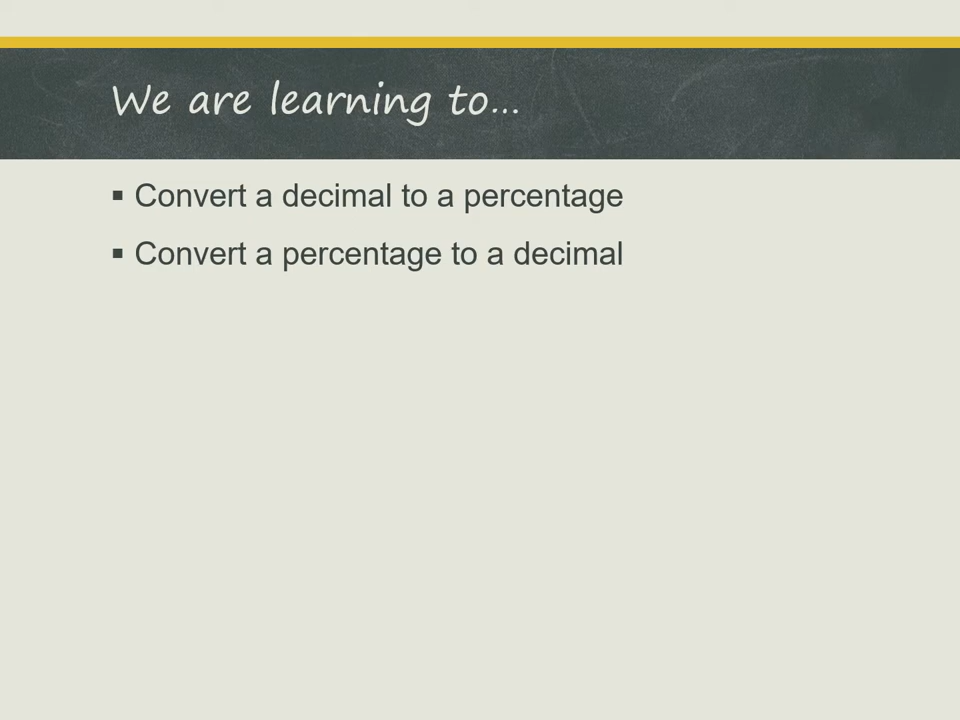 We are learning to...
▪ Convert a decimal to a percentage
▪ Convert a percentage to a decimal